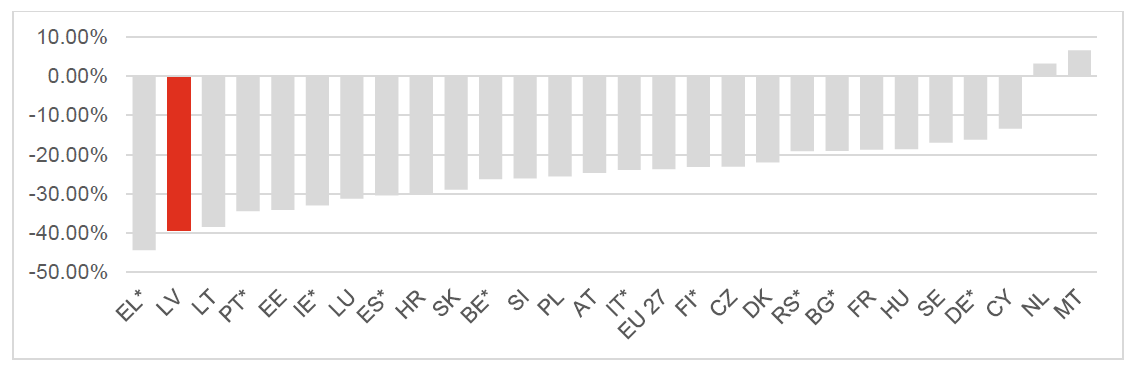 10.00%
0.00%
-10.00%
-20.00%
-30.00%
-40.00%
-50.00%
EL*
LV
LT
PT*
EE
IE*
LU
ES*
HR
SK
BE*
SI
PL
AT
IT*
EU 27
FI*
CZ
DK
RS*
BG*
FR
HU
SE
DE*
CY
NL
MT